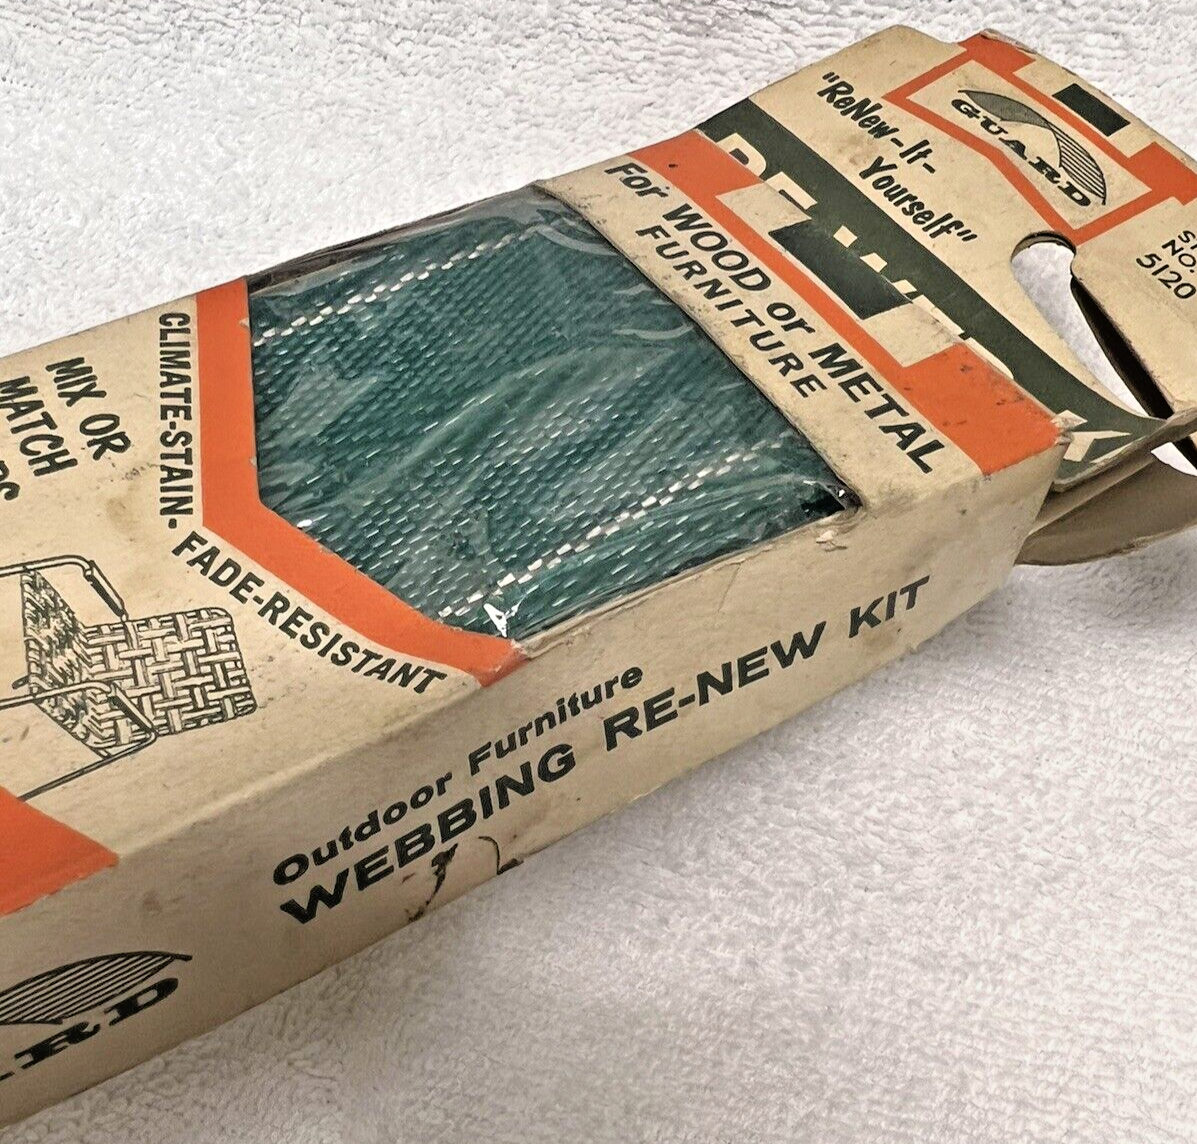 GUARD
"ReNew-It-
Yourself"
NO.
5120
For WOOD or METAL
FURNITURE
MIX OR
MATCH
CLIMATE-STAIN-
FADE-RESISTANT
Outdoor Furniture
WEBBING RE-NEW KIT